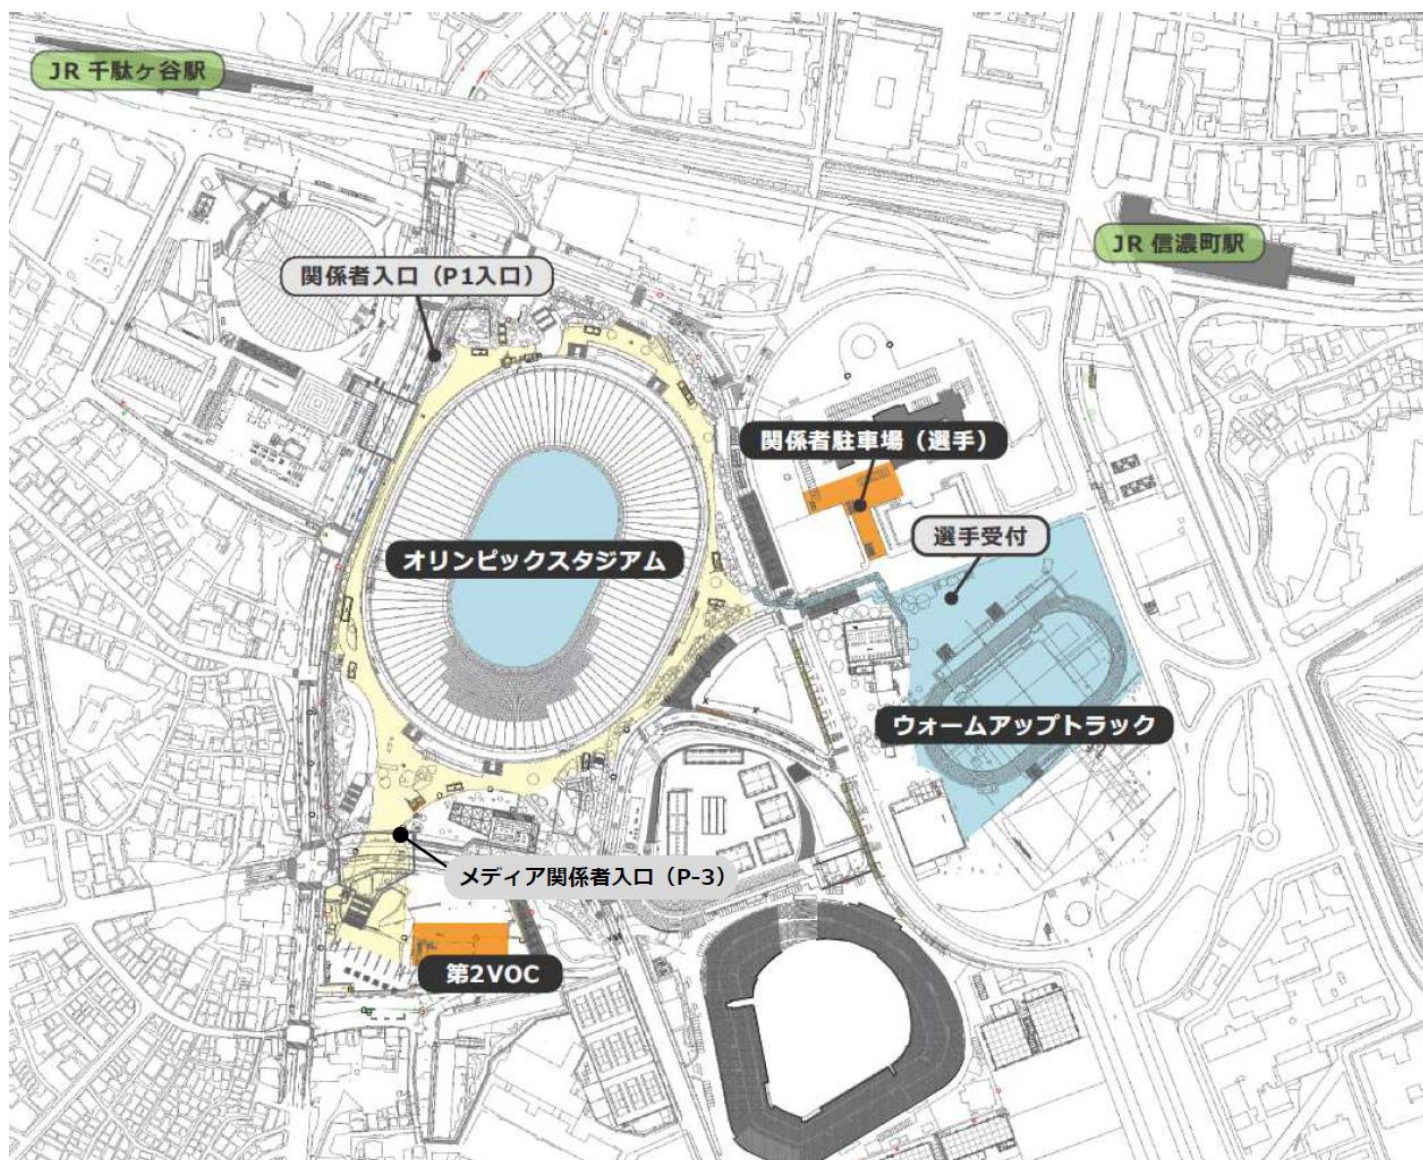 JR 千駄ヶ谷駅
JR 信濃町駅
関係者入口（P1入口）
関係者駐車場（選手）
選手受付
オリンピックスタジアム
ウォームアップトラック
メディア関係者入口（P-3）
第2VOC